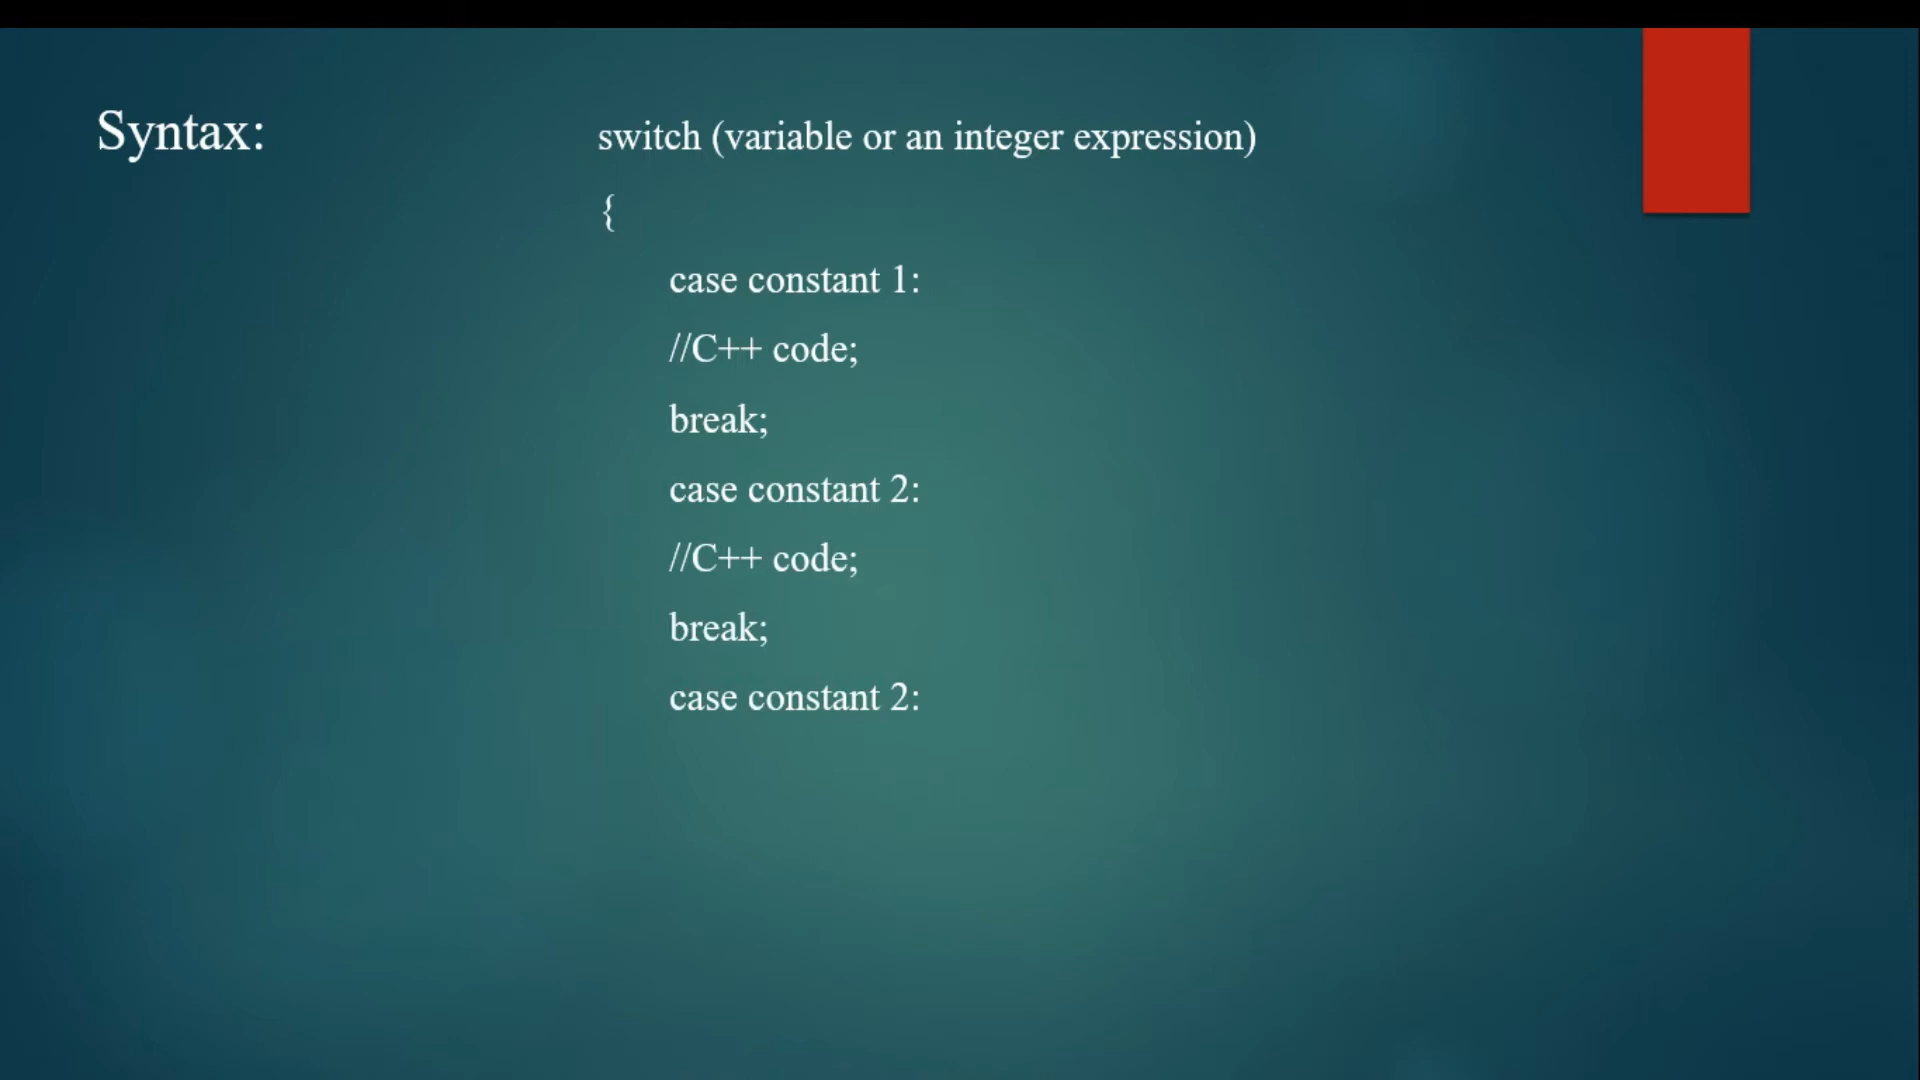 Syntax:
switch (variable or an integer expression)
{
case constant 1:
//C++ code;
break;
case constant 2:
//C++ code;
break;
case constant 2: